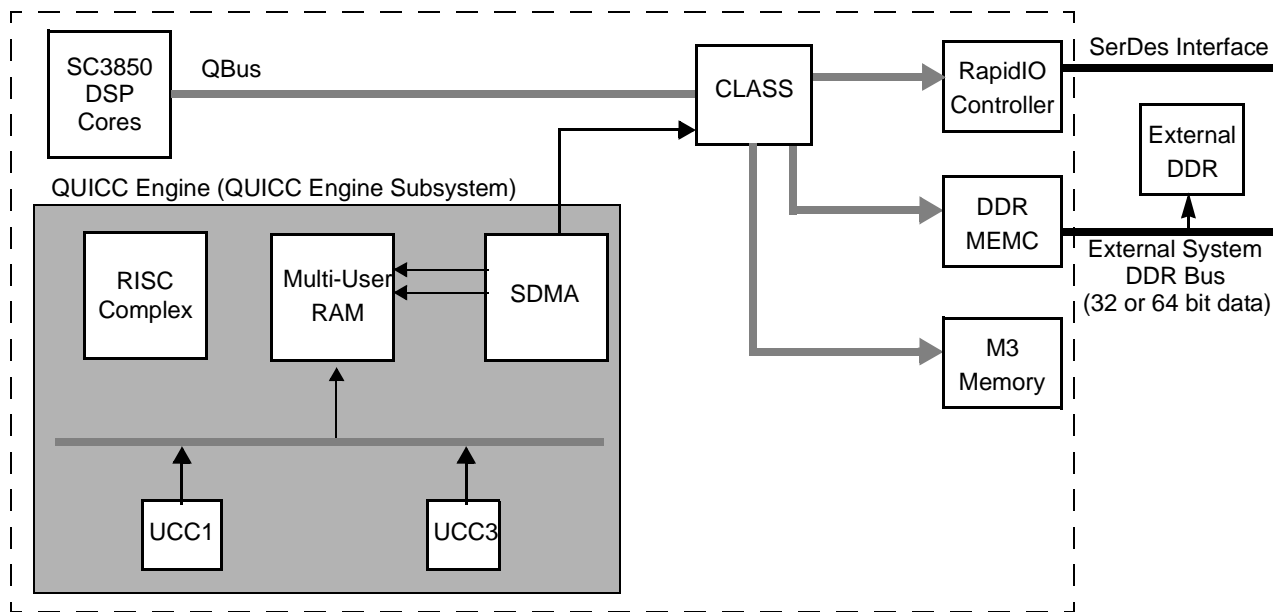 SC3850
DSP
Cores
QBus
CLASS
RapidIO
Controller
SerDes Interface
External
DDR
DDR
MEMC
External System
DDR Bus
(32 or 64 bit data)
M3
Memory
QUICC Engine (QUICC Engine Subsystem)
RISC
Complex
Multi-User
RAM
SDMA
UCC1
UCC3